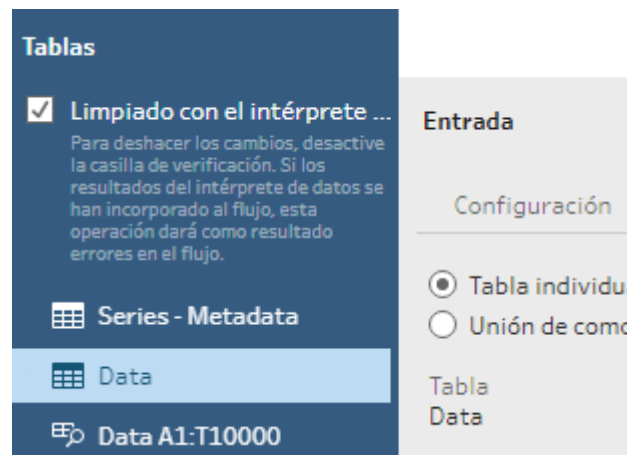 Tablas
Limpiado con el intérprete ...
Para deshacer los cambios, desactive
la casilla de verificación. Si los
resultados del intérprete de datos se
han incorporado al flujo, esta
operación dará como resultado
errores en el flujo.
Series - Metadata
Data
Data A1:T10000
Entrada
Configuración
Tabla individu
Unión de como
Tabla
Data